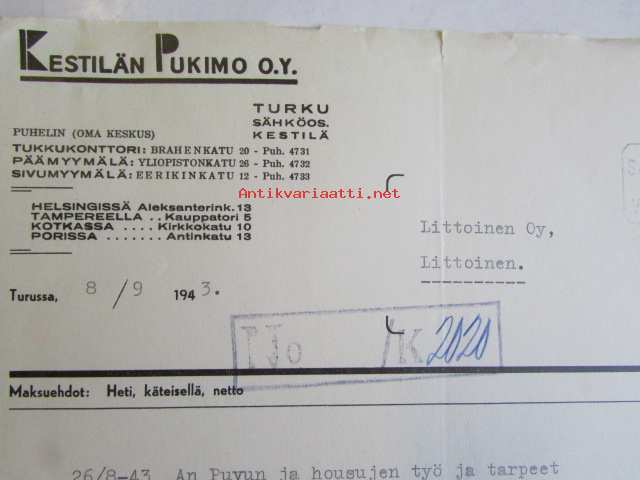 KESTILÄN PUKIMO O.Y.
TURKU
SÄHKÖOS.
KESTILÄ
PUHELIN (OMA KESKUS)
TUKKUKONTTORI: BRAHENKATU 20 - Puh. 4731
PÄÄMYYMÄLÄ: YLIOPISTONKATU 26 - Puh. 4732
SIVUMYYMÄLÄ: EERIKINKATU 12 - Puh. 4733
Antikvariaatti.net
HELSINGISSÄ Aleksanterink. 13
TAMPEREELLA .. Kauppatori 5
KOTKASSA .... Kirkkokatu 10
PORISSA ....... Antinkatu 13
Littoinen Oy,
Littoinen.
Turussa, 8/9 1943.
2020
Maksuehdot: Heti, käteisellä, netto
26/8-43 An Puvun ja housujen työ ja tarpeet